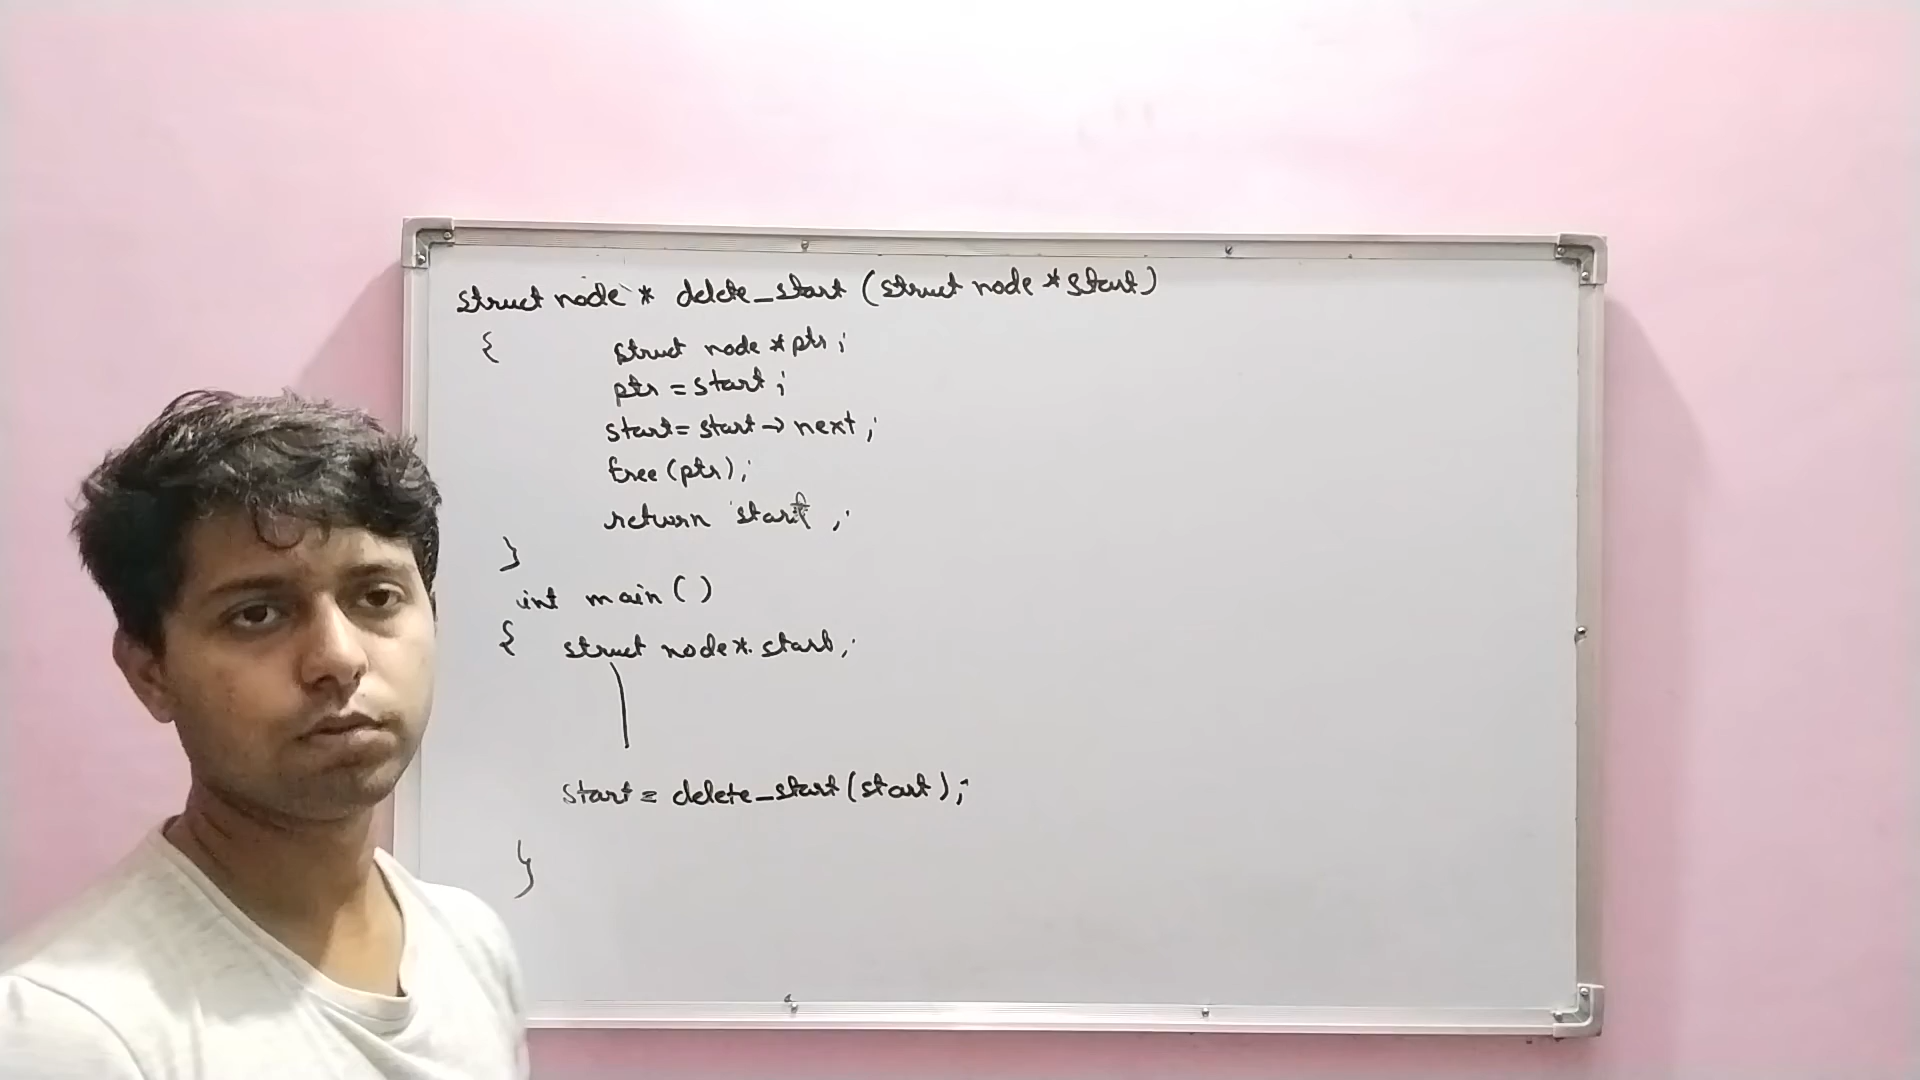 struct node * delete_start (struct node *start)
{ struct node *ptr;
ptr = start;
start = start -> next;
free (ptr);
return start;
}
int main ( )
{ struct node *. start;
start = delete_start (start);
}